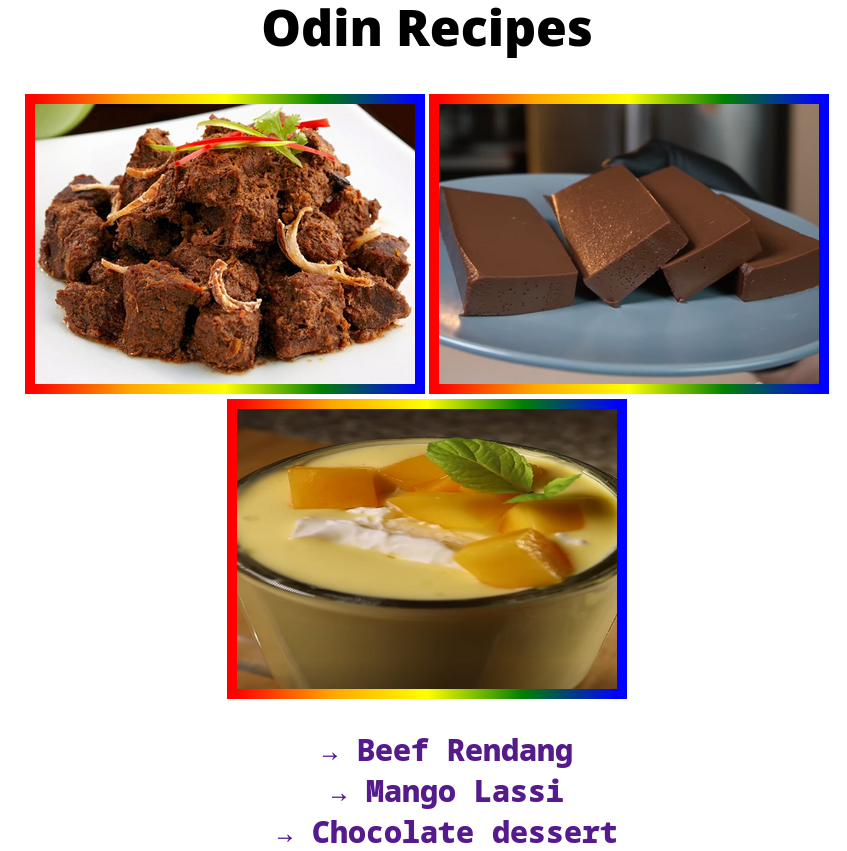 Odin Recipes
→ Beef Rendang
→ Mango Lassi
→ Chocolate dessert